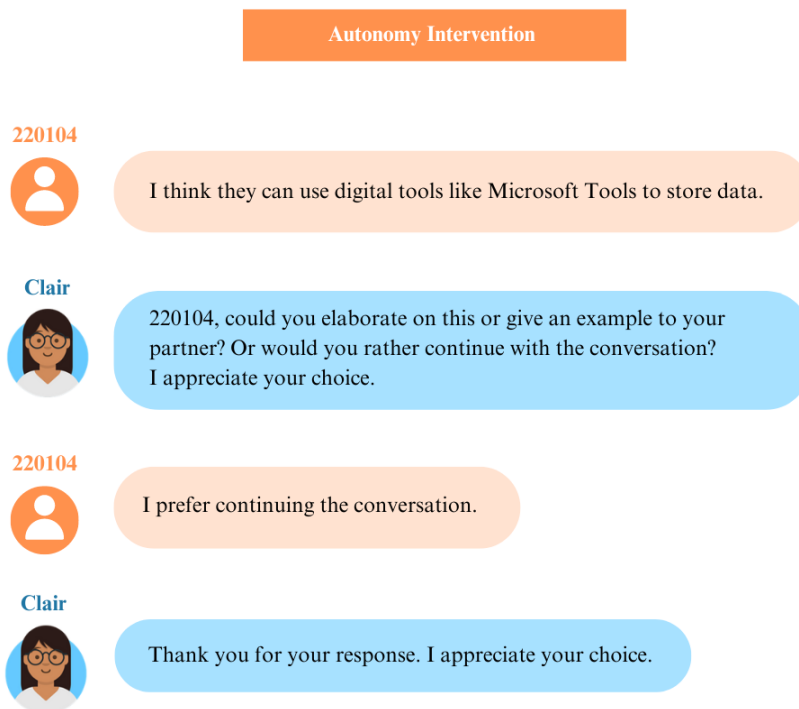 Autonomy Intervention
220104
I think they can use digital tools like Microsoft Tools to store data.
Clair
220104, could you elaborate on this or give an example to your
partner? Or would you rather continue with the conversation?
I appreciate your choice.
220104
I prefer continuing the conversation.
Clair
Thank you for your response. I appreciate your choice.